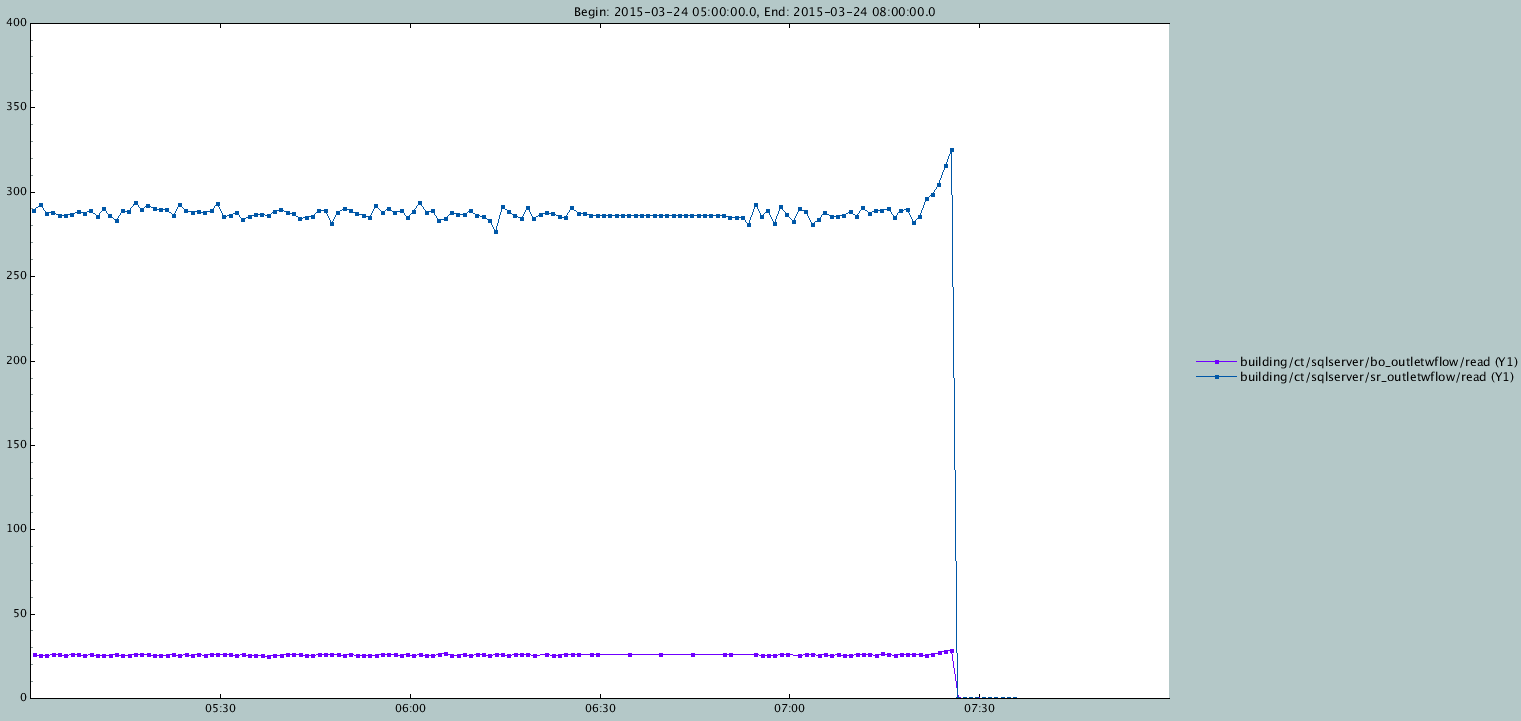 Begin: 2015-03-24 05:00:00.0, End: 2015-03-24 08:00:00.0
400
350
300
250
200
150
100
50
0
05:30 06:00 06:30 07:00 07:30
building/ct/sqlserver/bo_outletwflow/read (Y1)
building/ct/sqlserver/sr_outletwflow/read (Y1)